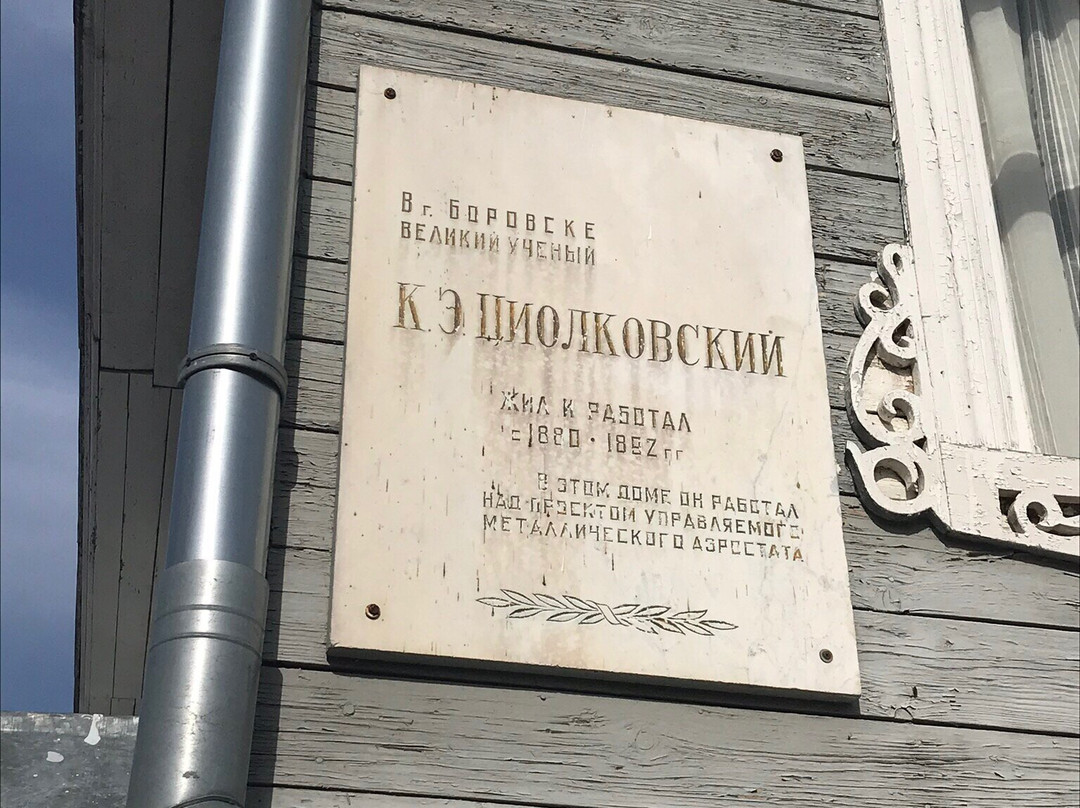 В г. БОРОВСКЕ
ВЕЛИКИЙ УЧЕНЫЙ
К. Э. ЦИОЛКОВСКИЙ
ЖИЛ И РАБОТАЛ
с 1880 - 1892 гг
В ЭТОМ ДОМЕ ОН РАБОТАЛ
НАД ПРОЕКТОМ УПРАВЛЯЕМОГО
МЕТАЛЛИЧЕСКОГО АЭРОСТАТА